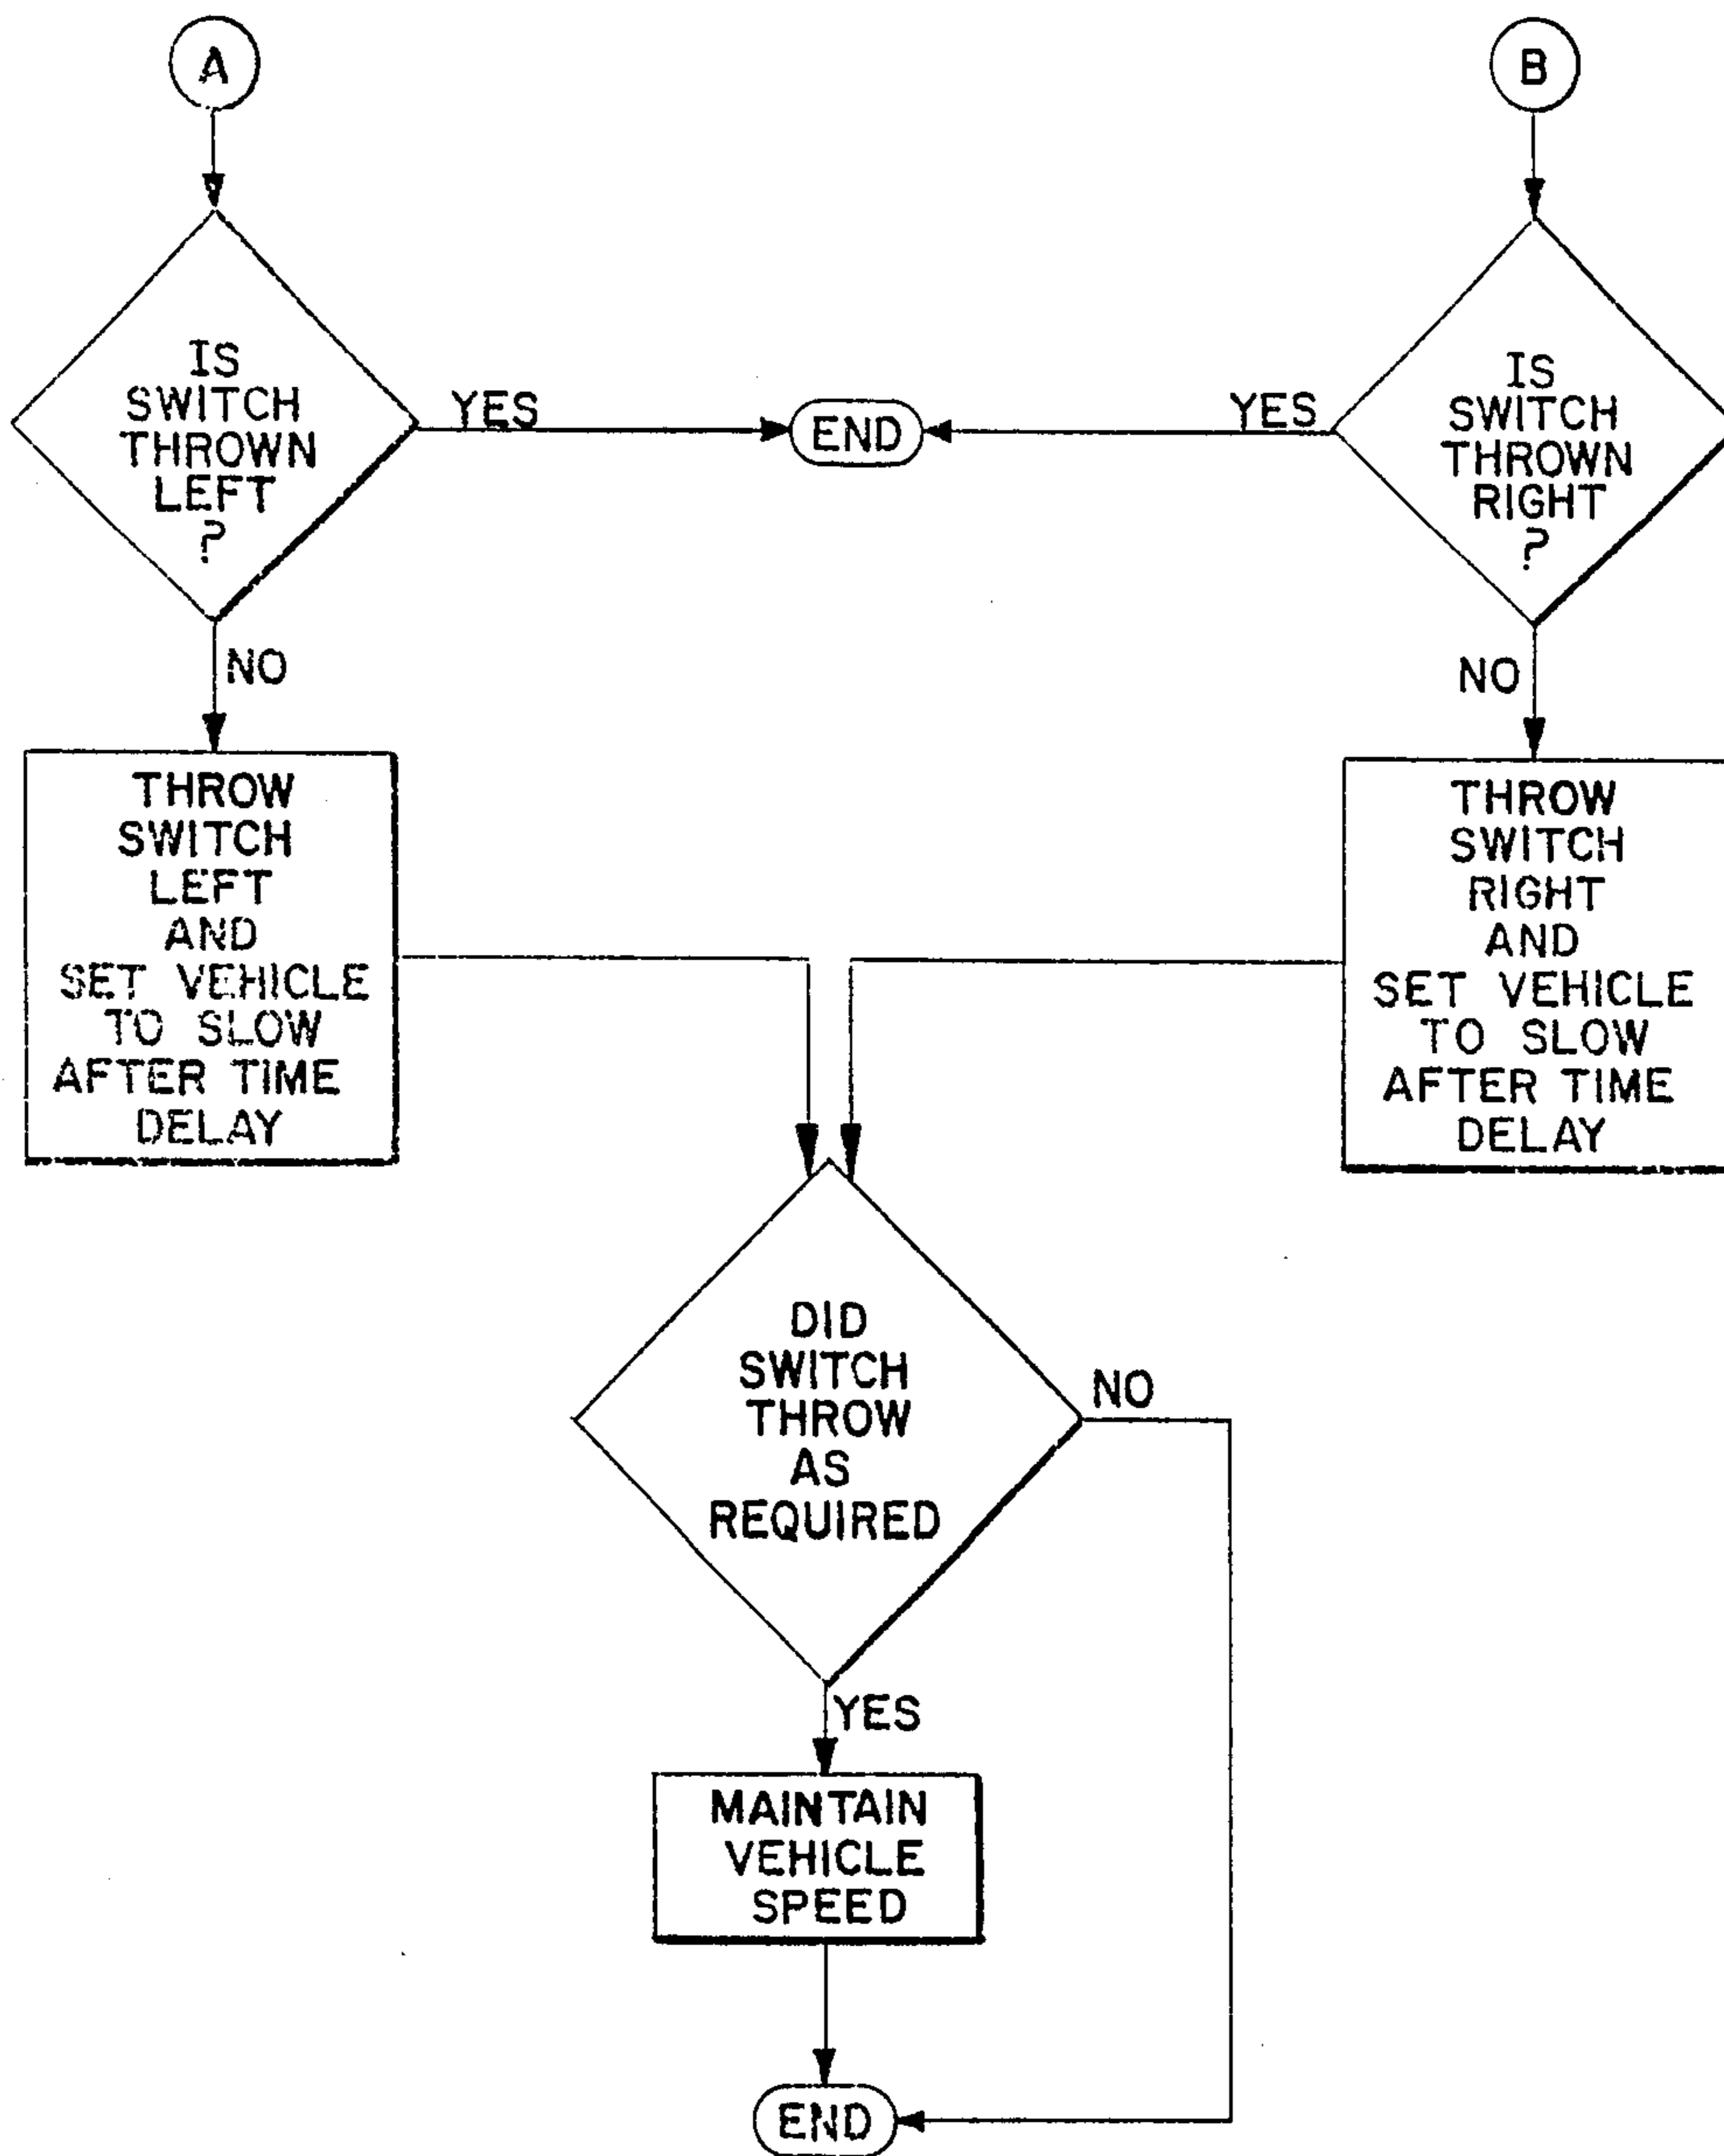 A
B
IS
SWITCH
THROWN
LEFT
?
YES
END
YES
IS
SWITCH
THROWN
RIGHT
?
NO
NO
THROW
SWITCH
LEFT
AND
SET VEHICLE
TO SLOW
AFTER TIME
DELAY
THROW
SWITCH
RIGHT
AND
SET VEHICLE
TO SLOW
AFTER TIME
DELAY
DID
SWITCH
THROW
AS
REQUIRED
NO
YES
MAINTAIN
VEHICLE
SPEED
END